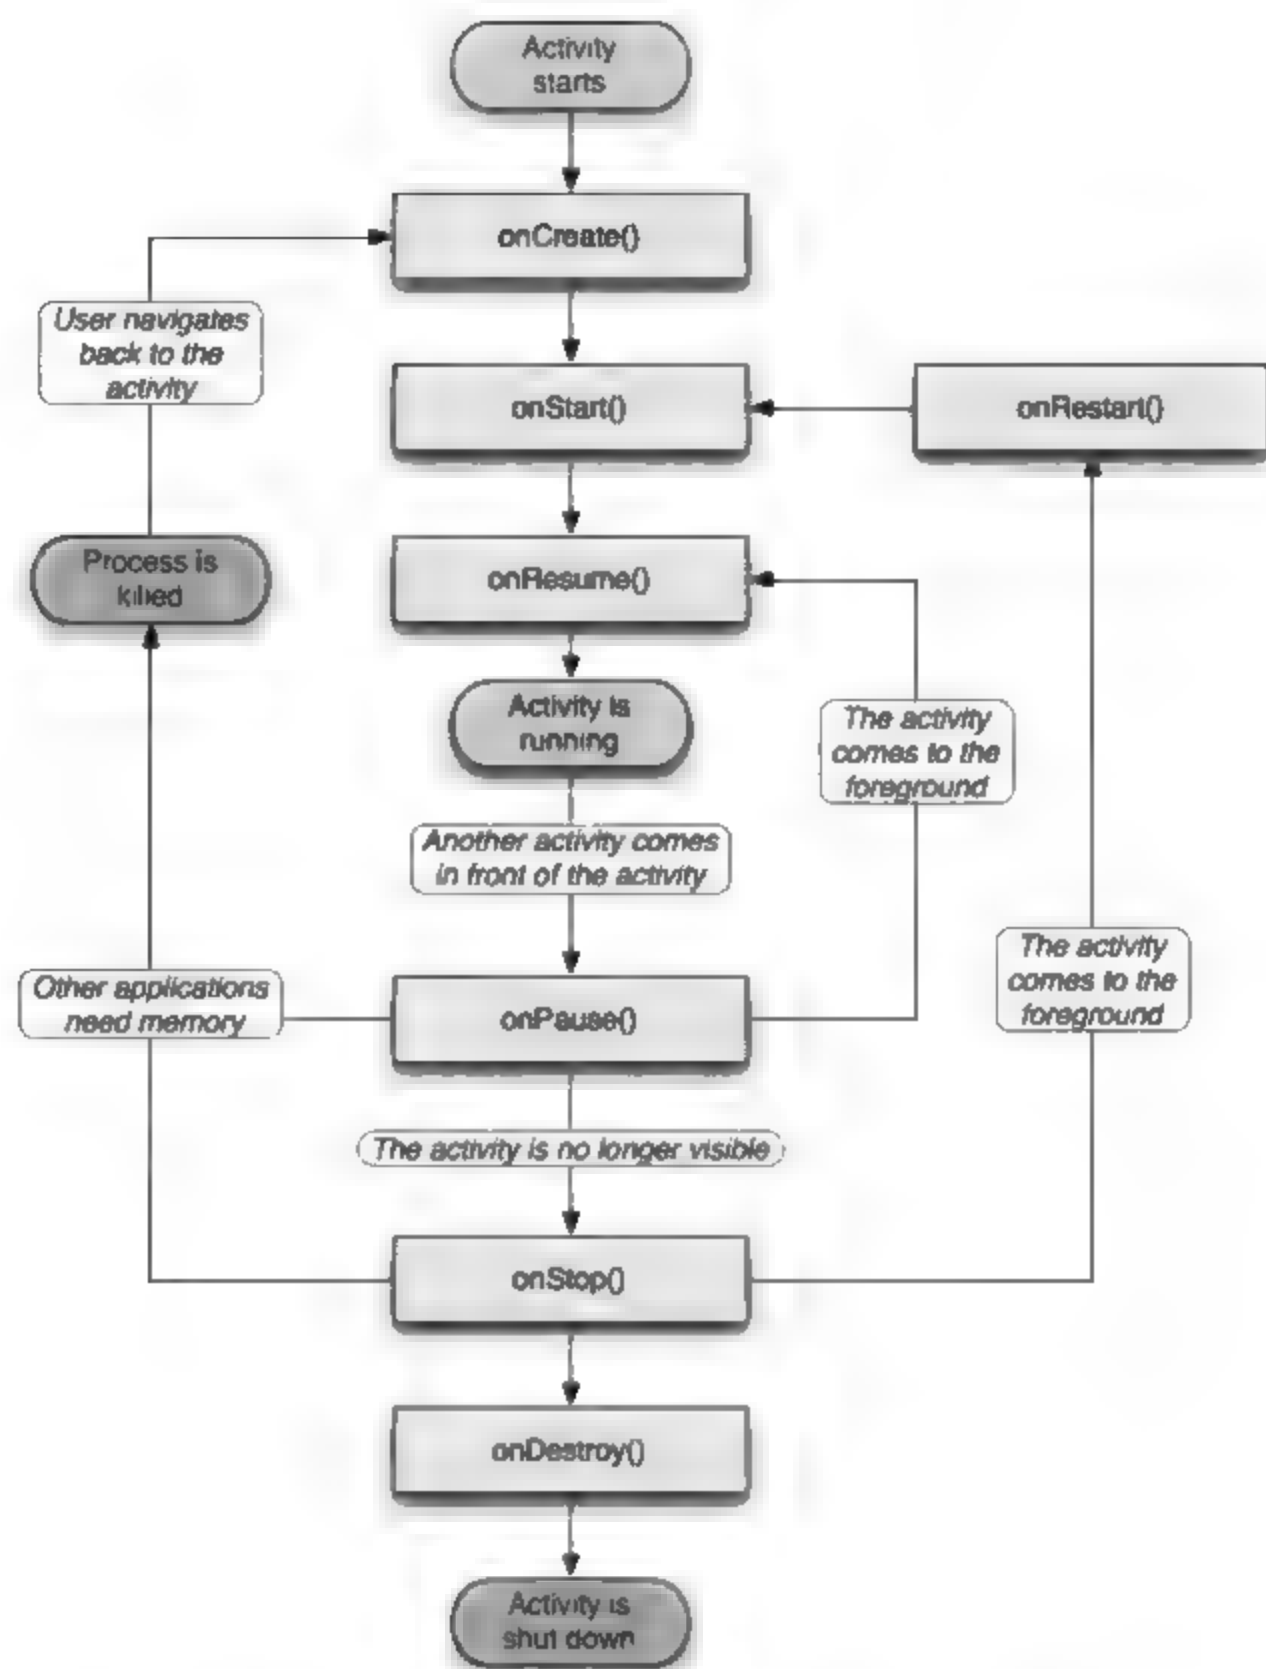 Activity
starts
onCreate()
User navigates
back to the
activity
onStart()
onRestart()
Process is
killed
onResume()
Activity is
running
The activity
comes to the
foreground
Another activity comes
in front of the activity
The activity
comes to the
foreground
Other applications
need memory
onPause()
The activity is no longer visible
onStop()
onDestroy()
Activity is
shut down